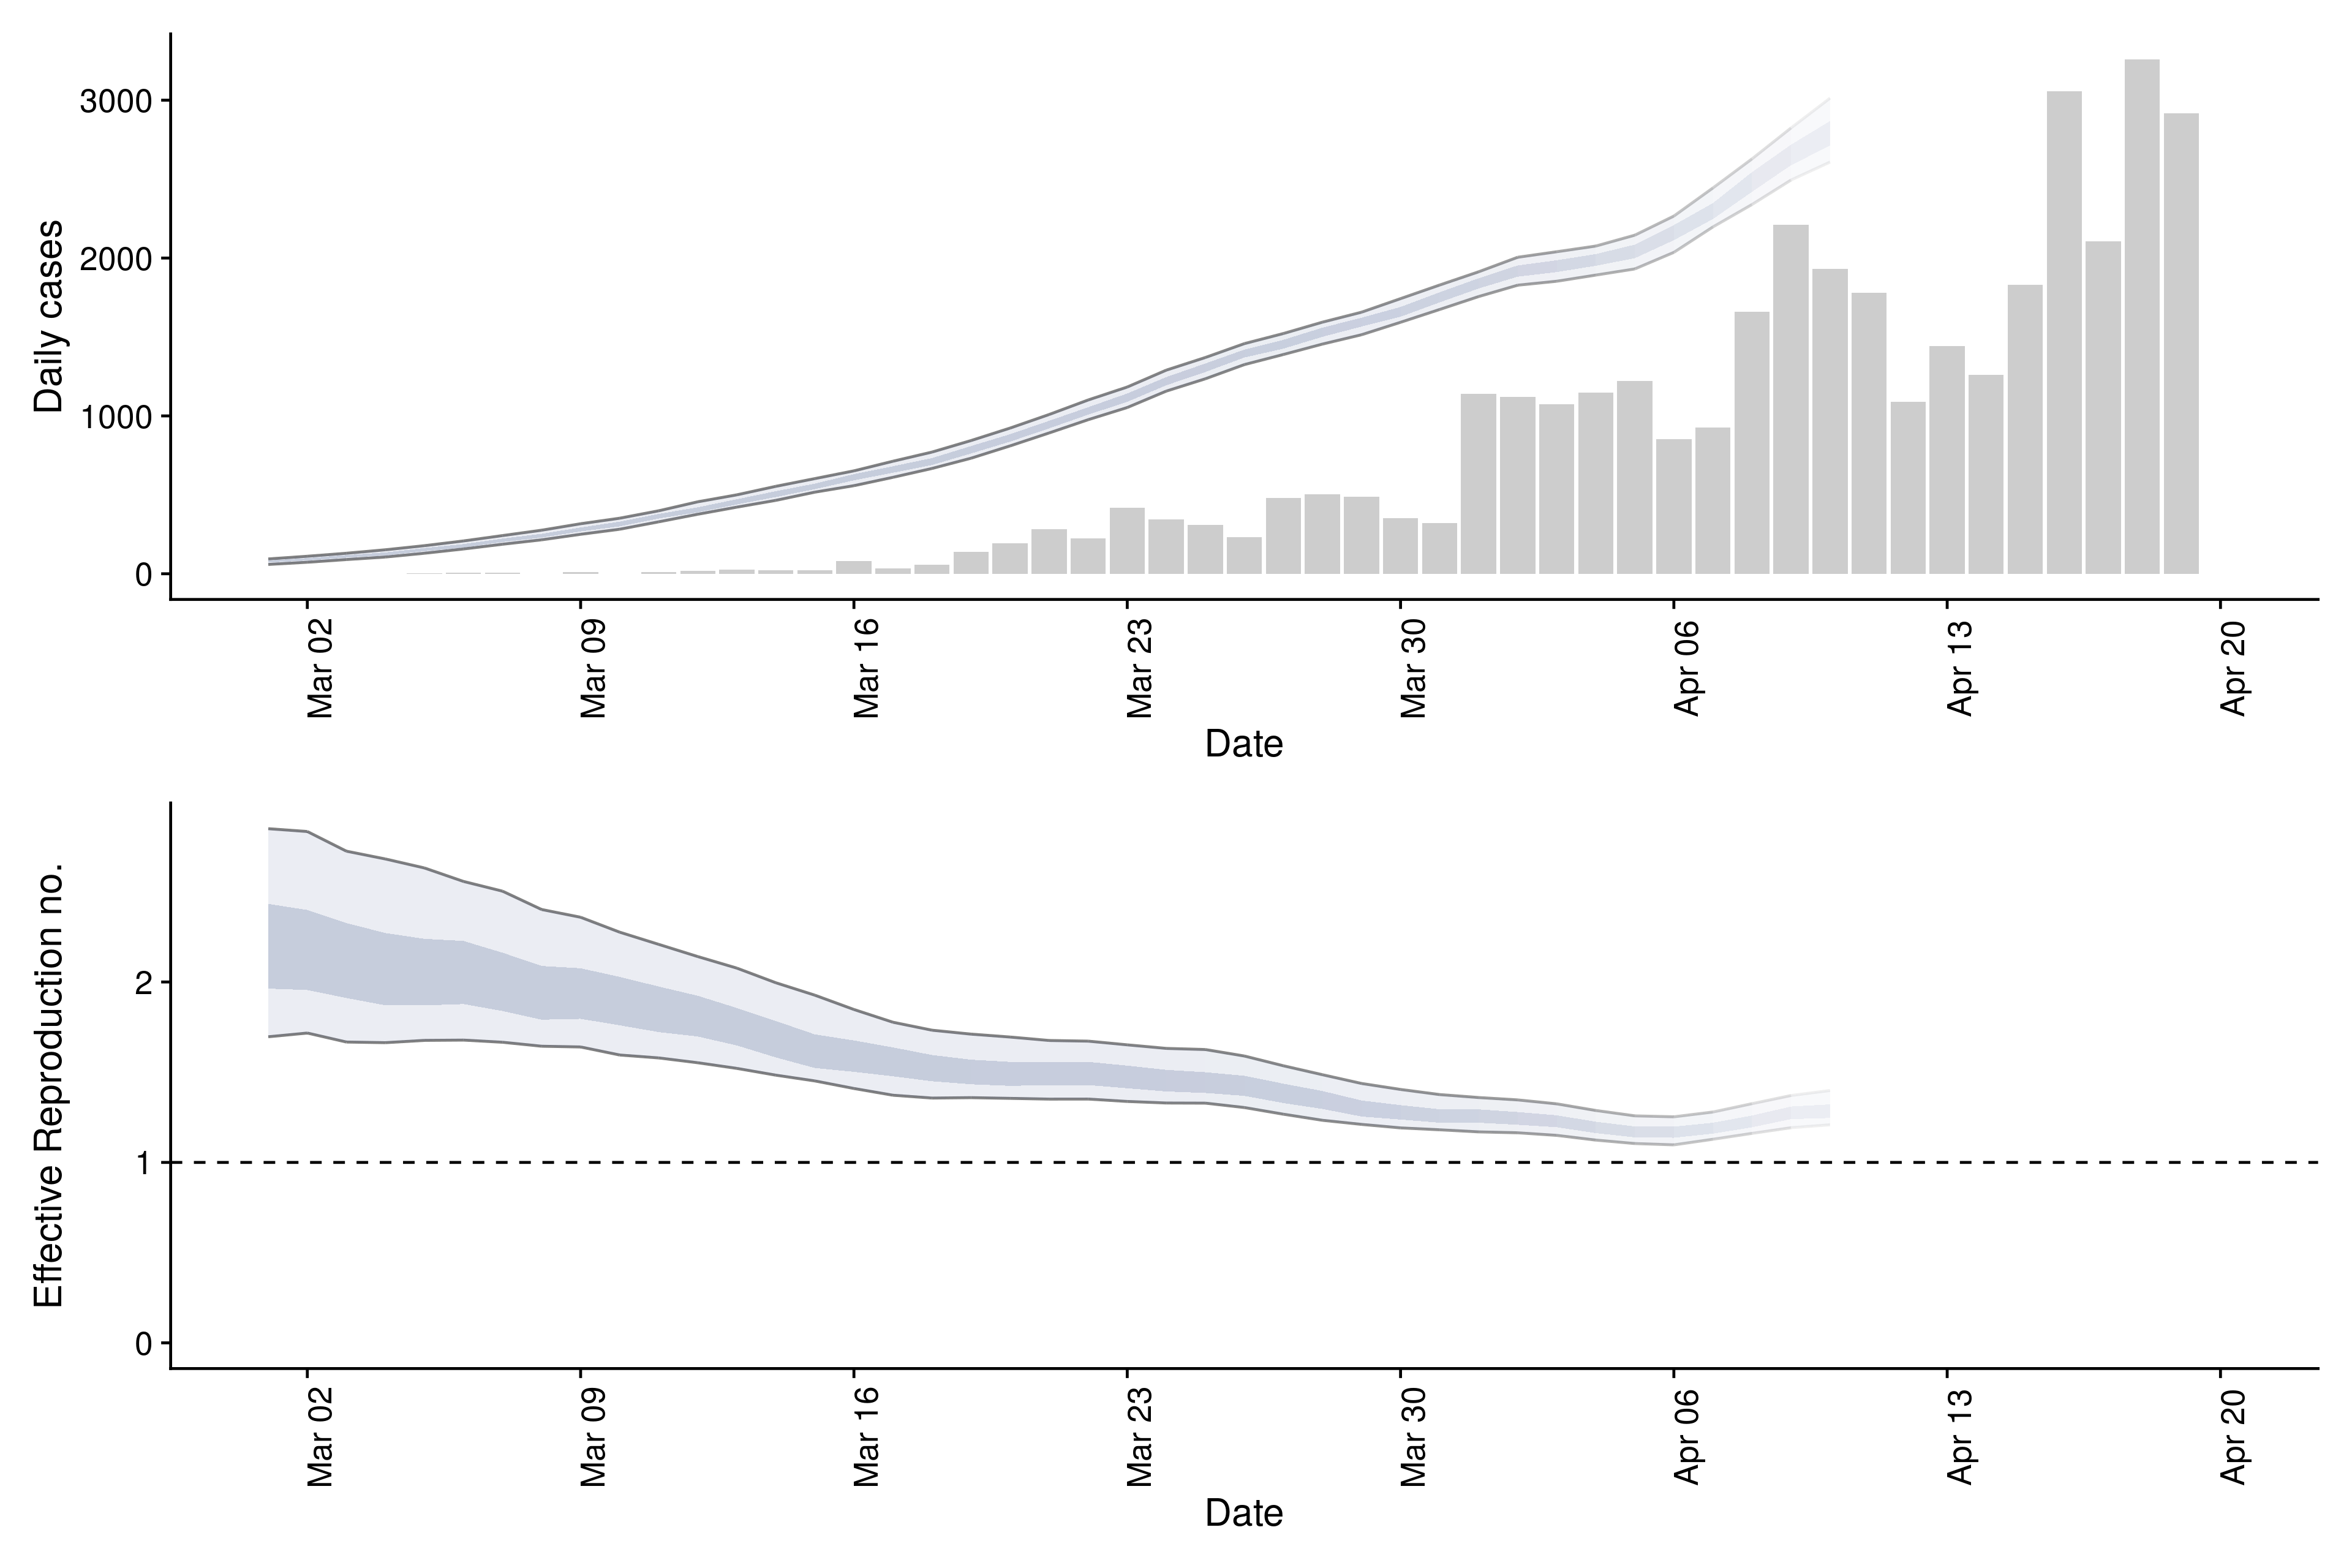 Daily cases
3000
2000
1000
0
Mar 02
Mar 09
Mar 16
Mar 23
Mar 30
Apr 06
Apr 13
Apr 20
Date
Effective Reproduction no.
2
1
0
Mar 02
Mar 09
Mar 16
Mar 23
Mar 30
Apr 06
Apr 13
Apr 20
Date